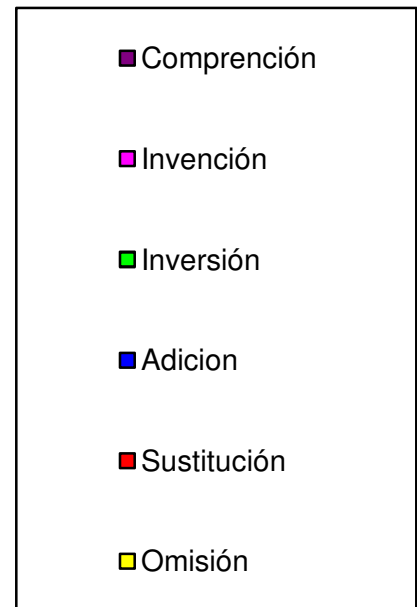 Comprención
Invención
Inversión
Adicion
Sustitución
Omisión